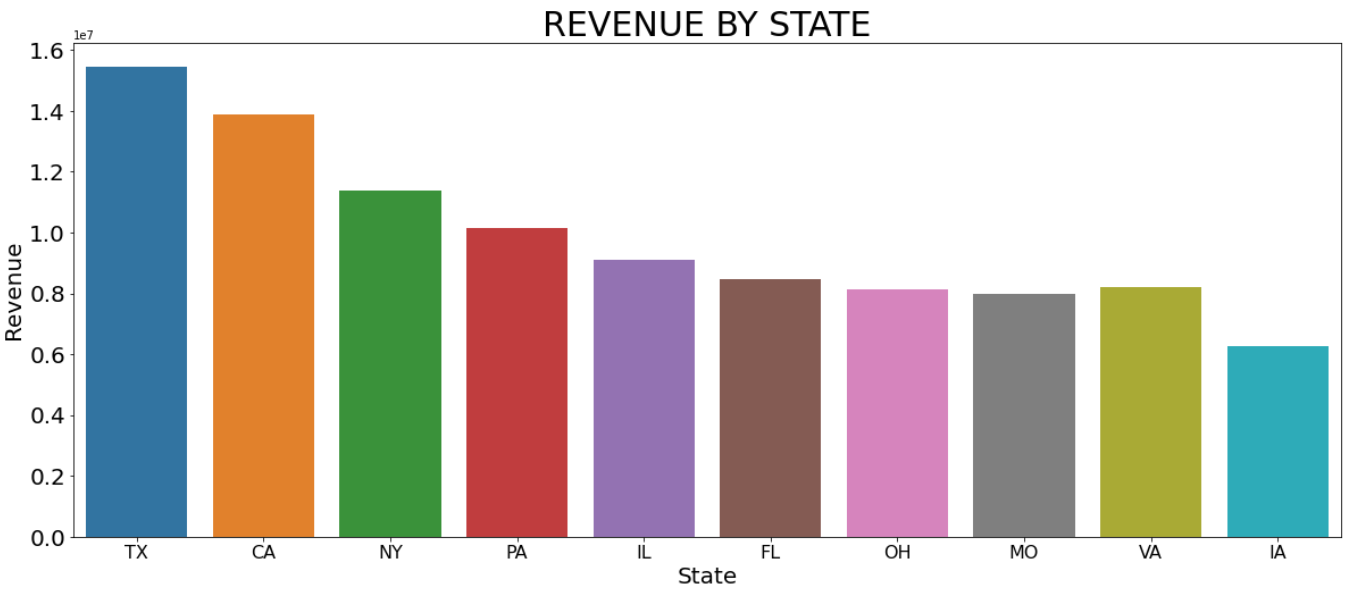 REVENUE BY STATE
1e7
1.6
1.4
1.2
1.0
0.8
0.6
0.4
0.2
0.0
Revenue
TX CA NY PA IL FL OH MO VA IA
State